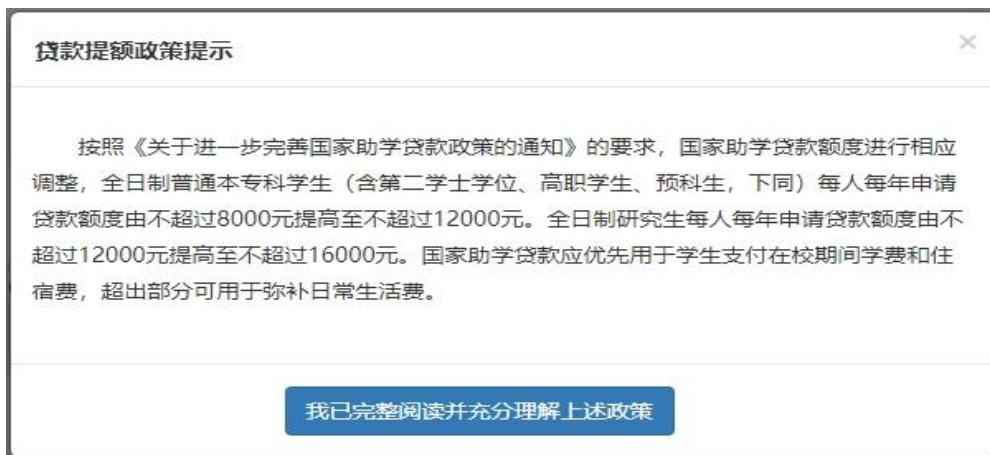 贷款提额政策提示
×
按照《关于进一步完善国家助学贷款政策的通知》的要求，国家助学贷款额度进行相应
调整，全日制普通本专科学生（含第二学士学位、高职学生、预科生，下同）每人每年申请
贷款额度由不超过8000元提高至不超过12000元。全日制研究生每人每年申请贷款额度由不
超过12000元提高至不超过16000元。国家助学贷款应优先用于学生支付在校期间学费和住
宿费，超出部分可用于弥补日常生活费。
我已完整阅读并充分理解上述政策